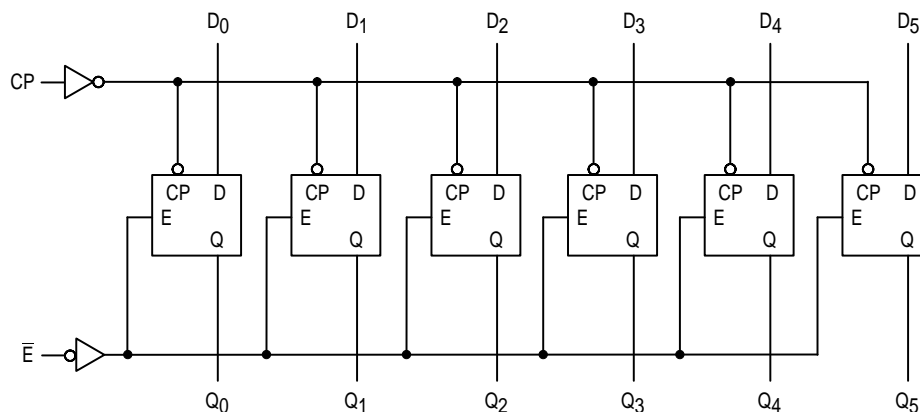 D0 D1 D2 D3 D4 D5
CP
CP D CP D CP D CP D CP D CP D
E E E E E E
Q Q Q Q Q Q
E̅
Q0 Q1 Q2 Q3 Q4 Q5